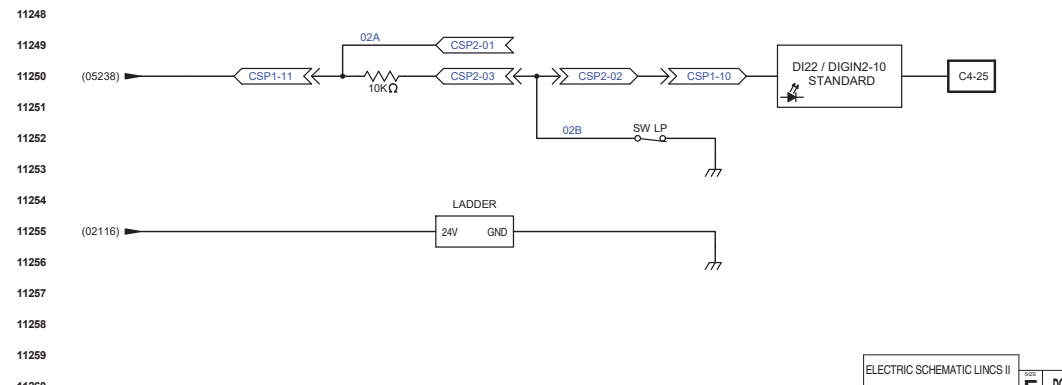 11248
11249
02A
CSP2-01
11250
(05238)
CSP1-11
10KΩ
CSP2-03
CSP2-02
CSP1-10
DI22 / DIGIN2-10
STANDARD
C4-25
11251
11252
02B
SW LP
11253
11254
LADDER
11255
(02116)
24V GND
11256
11257
11258
11259
ELECTRIC SCHEMATIC LINCS II
SIZE